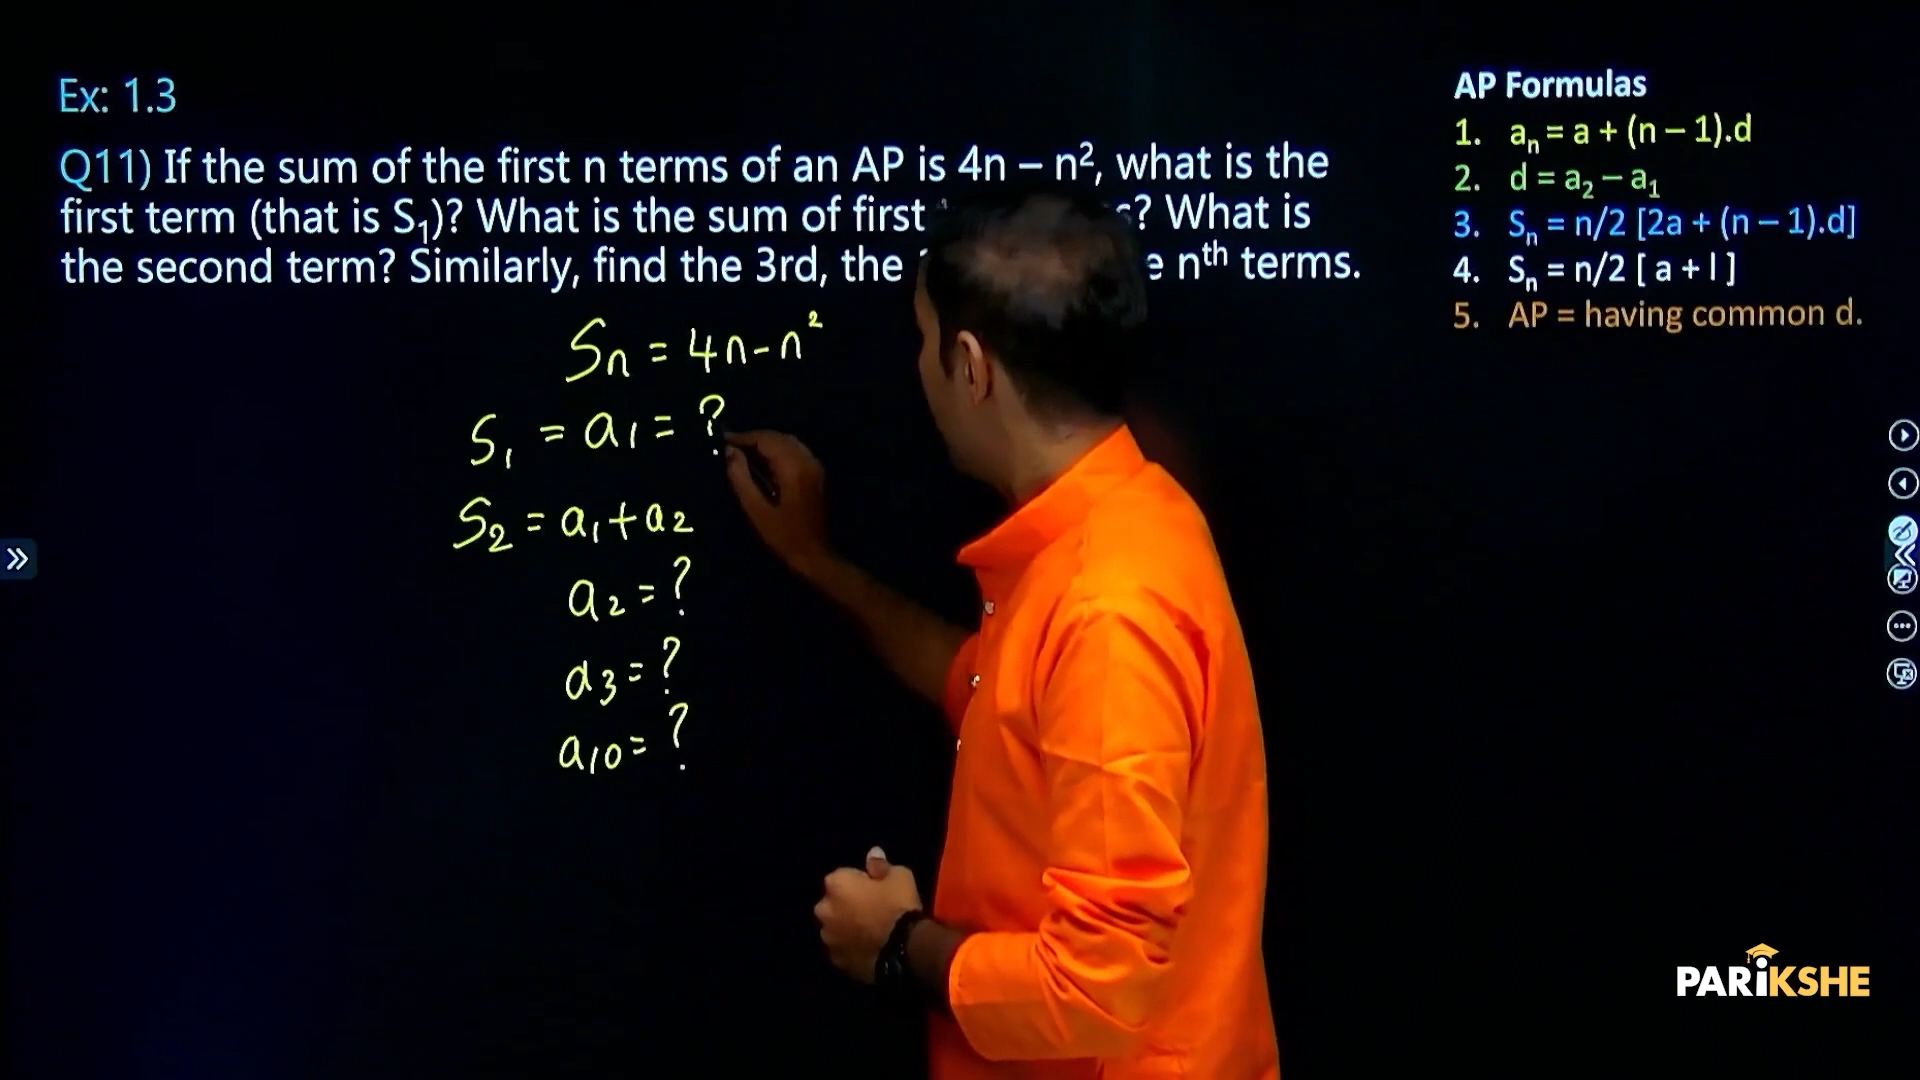 Ex: 1.3
Q11) If the sum of the first n terms of an AP is 4n – n², what is the
first term (that is S₁)? What is the sum of first ? What is
the second term? Similarly, find the 3rd, the nᵗʰ terms.
Sn = 4n-n²
S₁ = a₁ = ?
S₂ = a₁+a₂
a₂ = ?
a₃ = ?
a₁₀ = ?
AP Formulas
1. aₙ = a + (n – 1).d
2. d = a₂ – a₁
3. Sₙ = n/2 [2a + (n – 1).d]
4. Sₙ = n/2 [ a + l ]
5. AP = having common d.
PARiKSHE